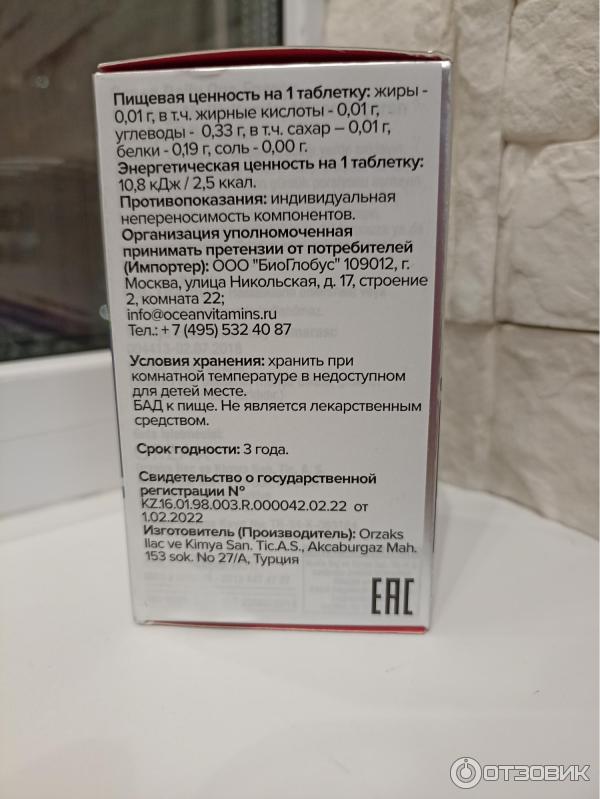 Пищевая ценность на 1 таблетку: жиры -
0,01 г, в т.ч. жирные кислоты - 0,01 г,
углеводы - 0,33 г, в т.ч. сахар – 0,01 г,
белки - 0,19 г, соль - 0,00 г.
Энергетическая ценность на 1 таблетку:
10,8 кДж / 2,5 ккал.
Противопоказания: индивидуальная
непереносимость компонентов.
Организация уполномоченная
принимать претензии от потребителей
(Импортер): ООО "БиоГлобус" 109012, г.
Москва, улица Никольская, д. 17, строение
2, комната 22;
info@oceanvitamins.ru
Тел.: + 7 (495) 532 40 87
Условия хранения: хранить при
комнатной температуре в недоступном
для детей месте.
БАД к пище. Не является лекарственным
средством.
Срок годности: 3 года.
Свидетельство о государственной
регистрации №
KZ.16.01.98.003.R.000042.02.22 от
1.02.2022
Изготовитель (Производитель): Orzaks
Ilac ve Kimya San. Tic.A.S., Akcaburgaz Mah.
153 sok. No 27/A, Турция
EAC
ОТЗОВИК